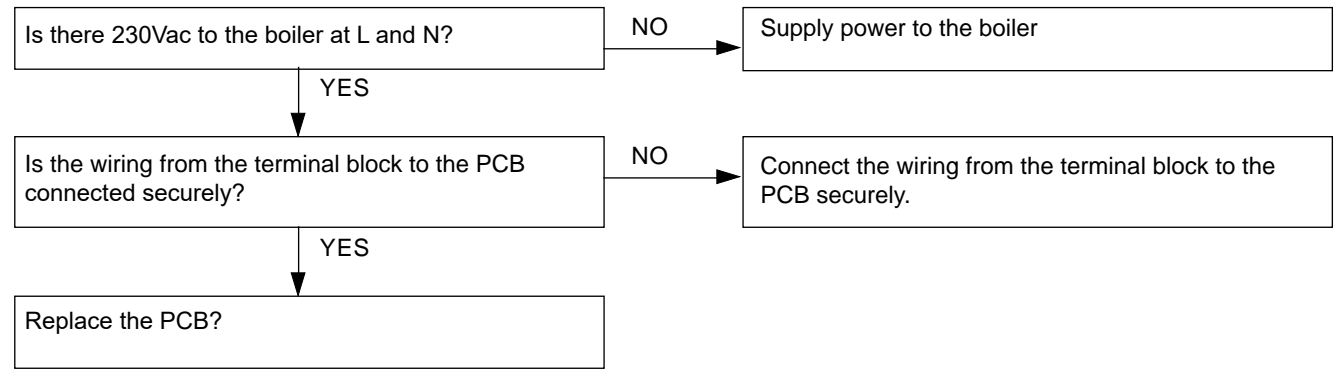 Is there 230Vac to the boiler at L and N?
NO
Supply power to the boiler
YES
Is the wiring from the terminal block to the PCB
connected securely?
NO
Connect the wiring from the terminal block to the
PCB securely.
YES
Replace the PCB?